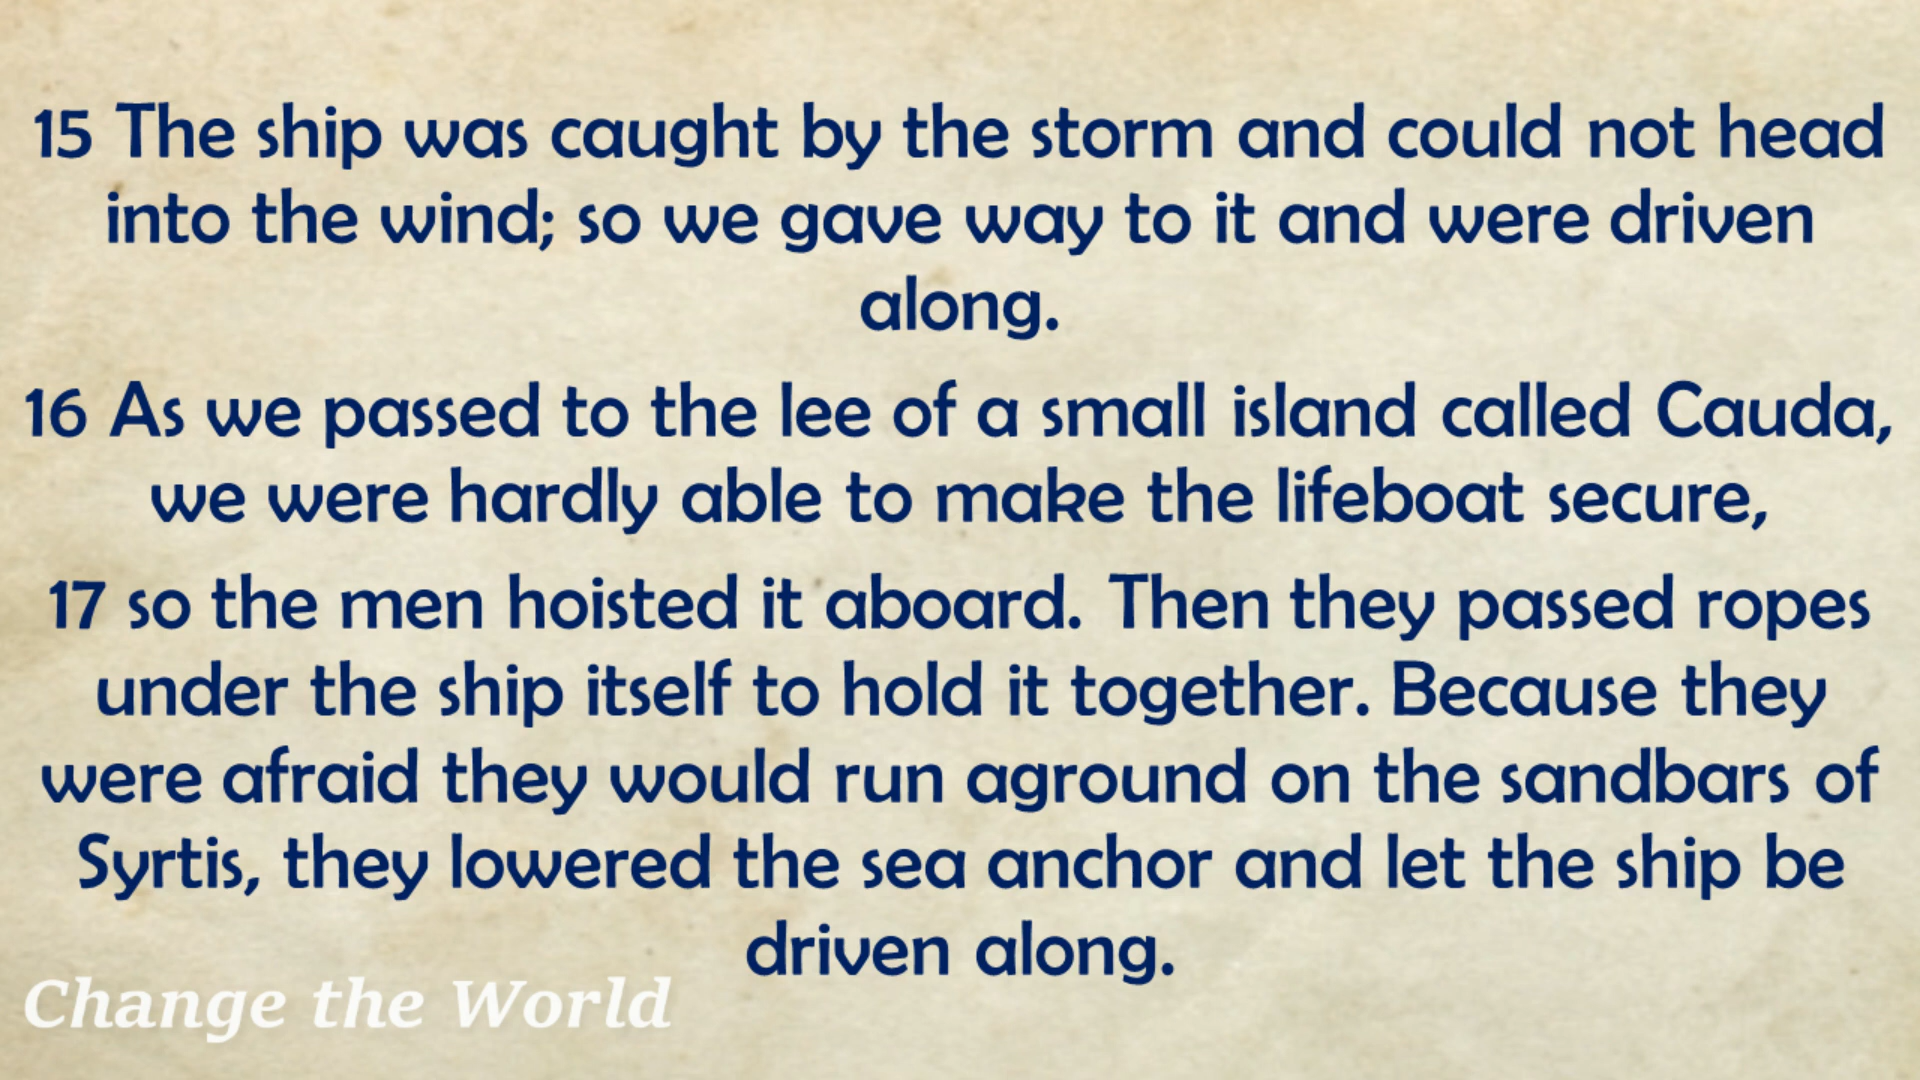 15 The ship was caught by the storm and could not head
into the wind; so we gave way to it and were driven
along.
16 As we passed to the lee of a small island called Cauda,
we were hardly able to make the lifeboat secure,
17 so the men hoisted it aboard. Then they passed ropes
under the ship itself to hold it together. Because they
were afraid they would run aground on the sandbars of
Syrtis, they lowered the sea anchor and let the ship be
driven along.
Change the World